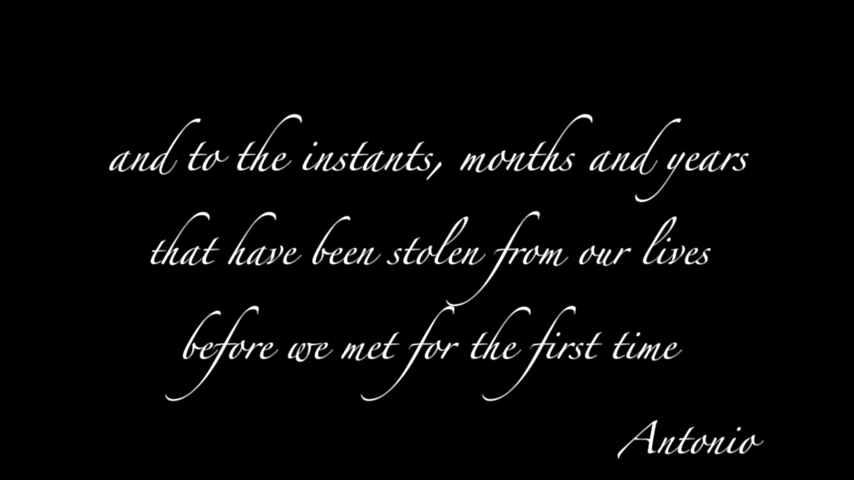 and to the instants, months and years
that have been stolen from our lives
before we met for the first time
Antonio